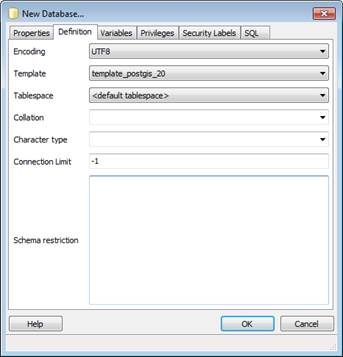 New Database...
Properties Definition Variables Privileges Security Labels SQL
Encoding UTF8
Template template_postgis_20
Tablespace <default tablespace>
Collation
Character type
Connection Limit -1
Schema restriction
Help OK Cancel